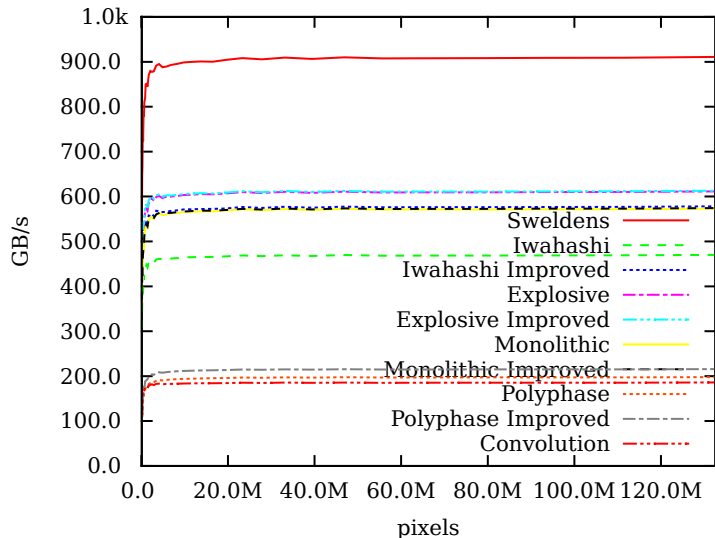 1.0k
900.0
800.0
700.0
600.0
500.0
400.0
300.0
200.0
100.0
0.0
GB/s
Sweldens
Iwahashi
Iwahashi Improved
Explosive
Explosive Improved
Monolithic
Monolithic Improved
Polyphase
Polyphase Improved
Convolution
0.0 20.0M 40.0M 60.0M 80.0M 100.0M 120.0M
pixels